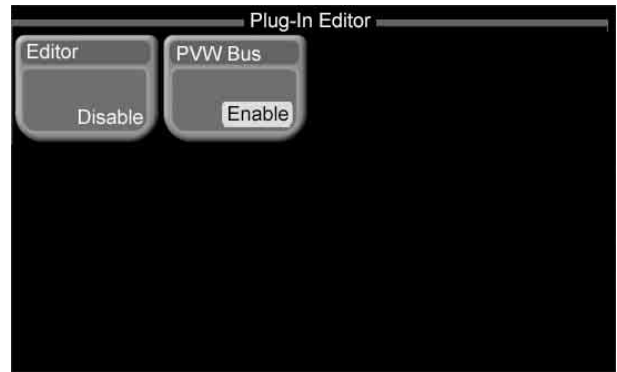 Plug-In Editor
Editor
PVW Bus
Disable
Enable